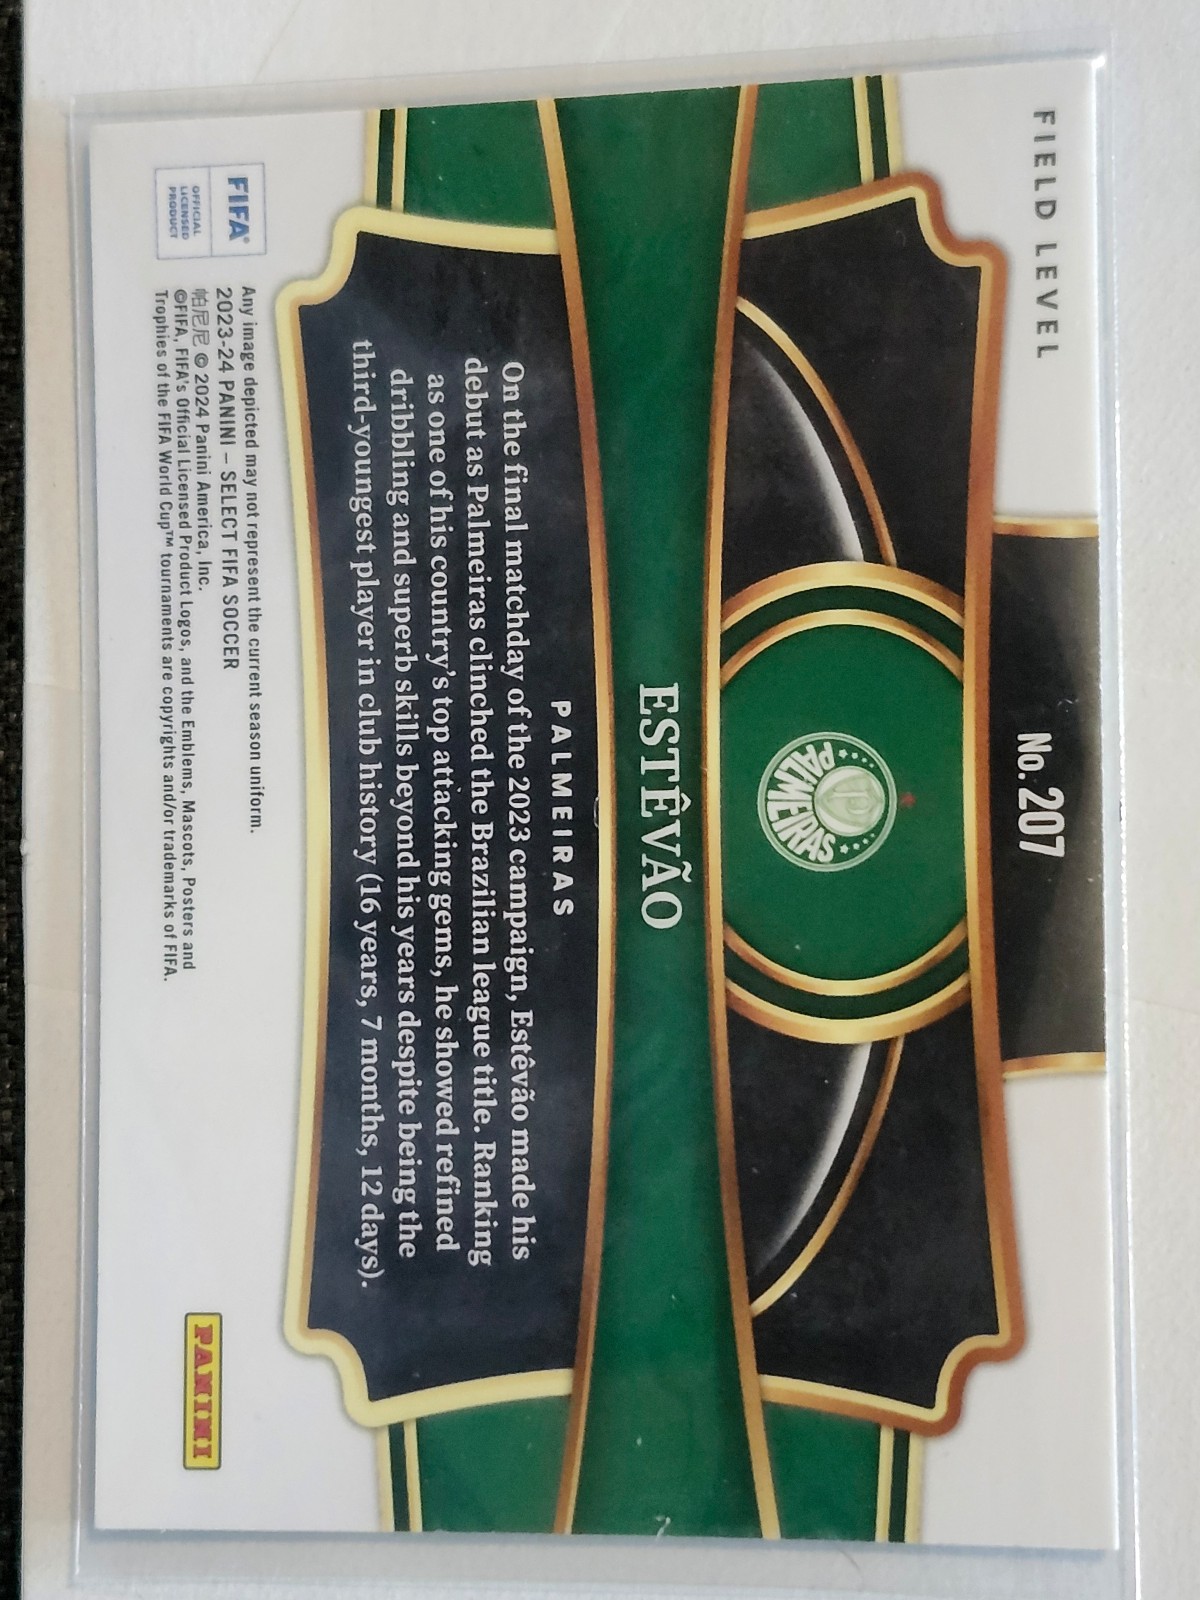 FIELD LEVEL
No. 207
PALMEIRAS
ESTÊVÃO
PALMEIRAS
On the final matchday of the 2023 campaign, Estêvão made his
debut as Palmeiras clinched the Brazilian league title. Ranking
as one of his country's top attacking gems, he showed refined
dribbling and superb skills beyond his years despite being the
third-youngest player in club history (16 years, 7 months, 12 days).
FIFA®
OFFICIAL
LICENSED
PRODUCT
Any image depicted may not represent the current season uniform.
2023-24 PANINI – SELECT FIFA SOCCER
帕尼尼 © 2024 Panini America, Inc.
©FIFA, FIFA's Official Licensed Product Logos, and the Emblems, Mascots, Posters and
Trophies of the FIFA World Cup™ tournaments are copyrights and/or trademarks of FIFA.
PANINI